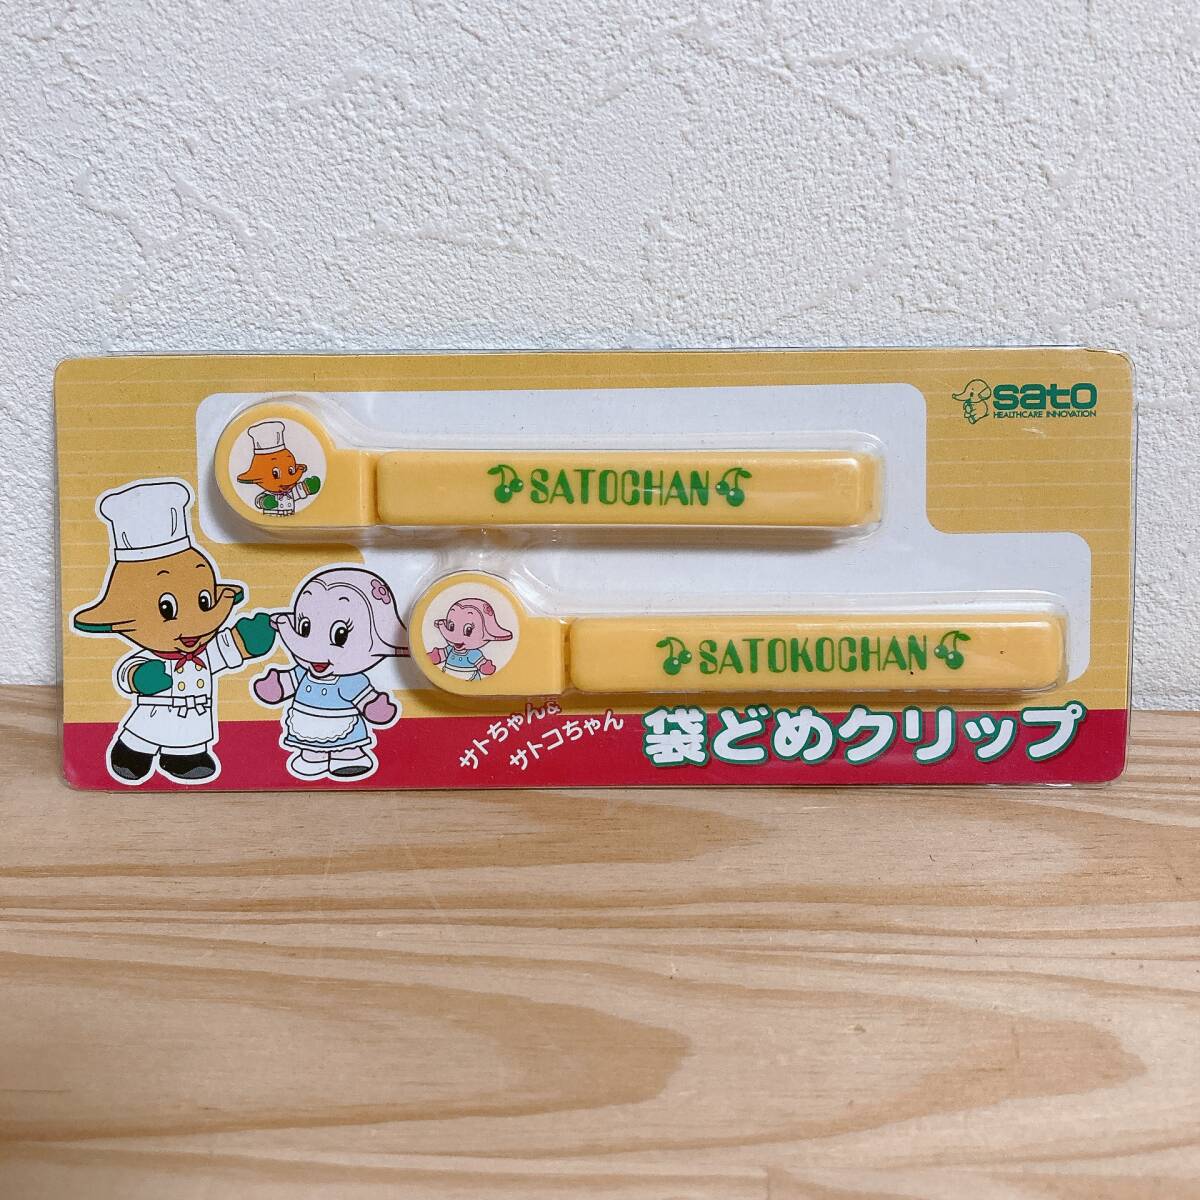 sato
HEALTHCARE INNOVATION
SATOCHAN
SATOKOCHAN
サトちゃん&
サトコちゃん
袋どめクリップ